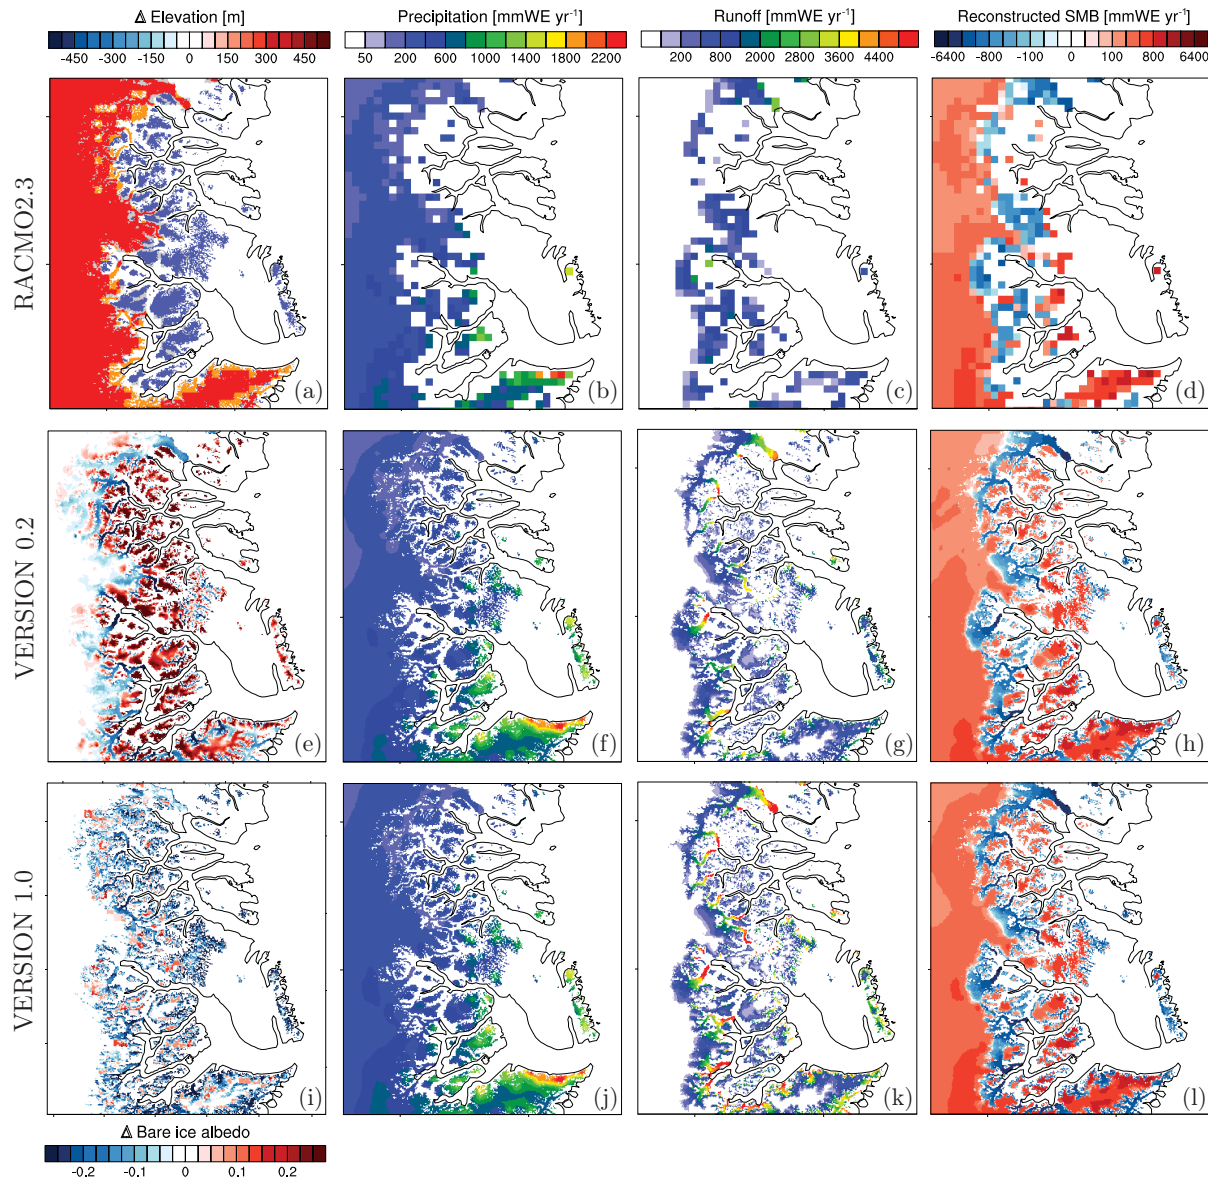 Δ Elevation [m]
-450 -300 -150 0 150 300 450
Precipitation [mmWE yr-1]
50 200 600 1000 1400 1800 2200
Runoff [mmWE yr-1]
200 800 2000 2800 3600 4400
Reconstructed SMB [mmWE yr-1]
-6400 -800 -100 0 100 800 6400
RACMO2.3
(a)
(b)
(c)
(d)
VERSION 0.2
(e)
(f)
(g)
(h)
VERSION 1.0
(i)
(j)
(k)
(l)
Δ Bare ice albedo
-0.2 -0.1 0 0.1 0.2